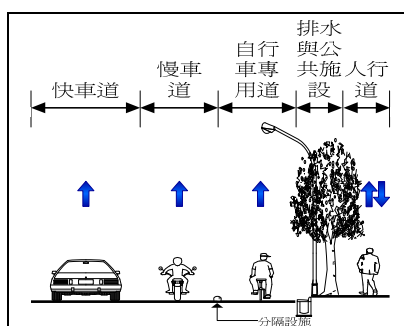 快車道
慢車
道
自行
車專
用道
排水
與公
共施
設
人行
道
分隔設施